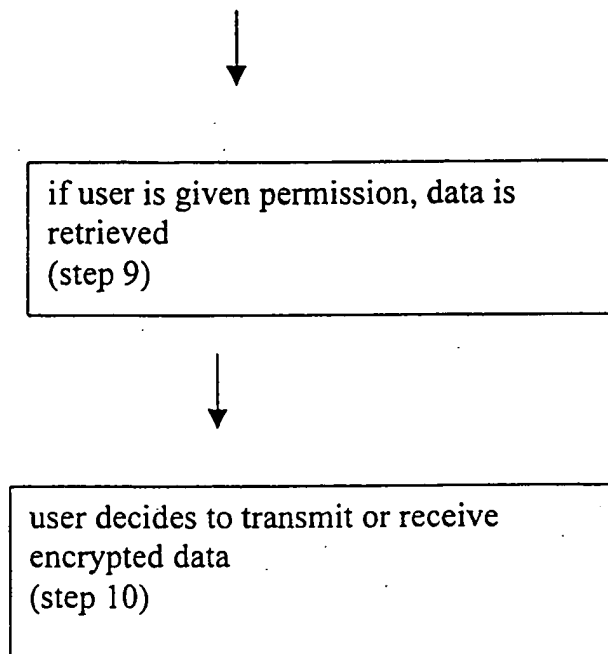 if user is given permission, data is
retrieved
(step 9)
user decides to transmit or receive
encrypted data
(step 10)